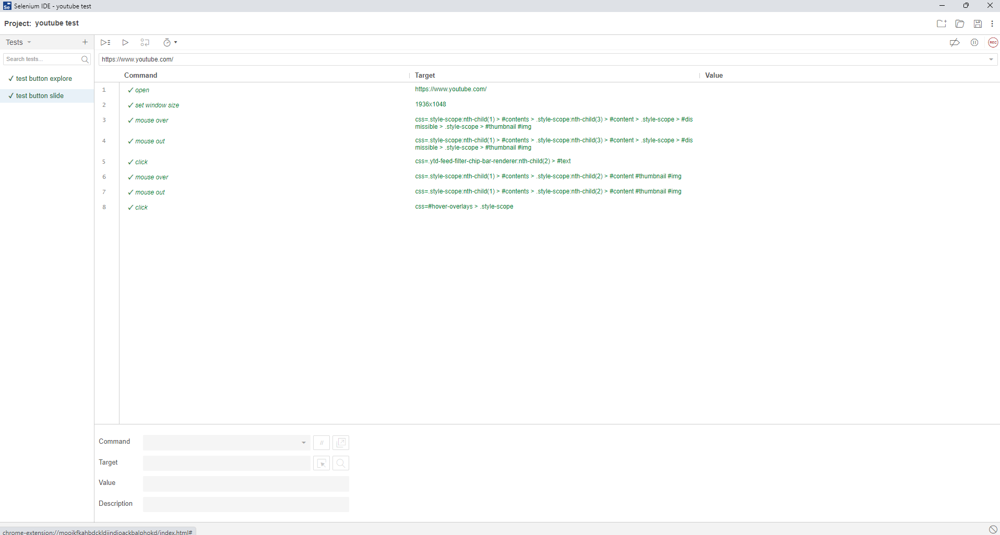 Selenium IDE - youtube test
Project: youtube test
Tests
REC
Search tests...
https://www.youtube.com/
test button explore
test button slide
Command Target Value
1 ✓ open https://www.youtube.com/
2 ✓ set window size 1936x1048
3 ✓ mouse over css=.style-scope:nth-child(1) > #contents > .style-scope:nth-child(3) > #content > .style-scope > #dis
missible > .style-scope > #thumbnail #img
4 ✓ mouse out css=.style-scope:nth-child(1) > #contents > .style-scope:nth-child(3) > #content > .style-scope > #dis
missible > .style-scope > #thumbnail #img
5 ✓ click css=.ytd-feed-filter-chip-bar-renderer:nth-child(2) > #text
6 ✓ mouse over css=.style-scope:nth-child(1) > #contents > .style-scope:nth-child(2) > #content #thumbnail #img
7 ✓ mouse out css=.style-scope:nth-child(1) > #contents > .style-scope:nth-child(2) > #content #thumbnail #img
8 ✓ click css=#hover-overlays > .style-scope
Command //
Target
Value
Description
chrome-extension://mooikfkahbdckldjjndioackbalphokd/index.html#